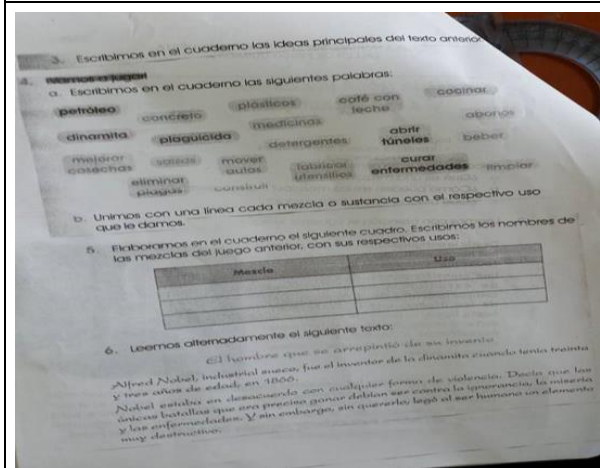 3. Escribimos en el cuaderno las ideas principales del texto anterior
4. ¡Vamos a jugar!
a. Escribimos en el cuaderno las siguientes palabras:
petróleo concreto plásticos café con leche cocinar
dinamita plaguicida medicinas detergentes abrir túneles beber abonos
mejorar cosechas mover autos fabricar utensilios curar enfermedades limpiar
eliminar plagas construir
b. Unimos con una línea cada mezcla o sustancia con el respectivo uso
que le damos.
5. Elaboramos en el cuaderno el siguiente cuadro. Escribimos los nombres de
las mezclas del juego anterior, con sus respectivos usos:
Mezcla Uso
6. Leemos alternadamente el siguiente texto:
El hombre que se arrepintió de su invento
Alfred Nobel, industrial sueco, fue el inventor de la dinamita cuando tenía treinta
y tres años de edad, en 1866.
Nobel estaba en desacuerdo con cualquier forma de violencia. Decía que las
únicas batallas que era preciso ganar debían ser contra la ignorancia, la miseria
y las enfermedades. Y sin embargo, sin quererlo, legó al ser humano un elemento
muy destructivo.